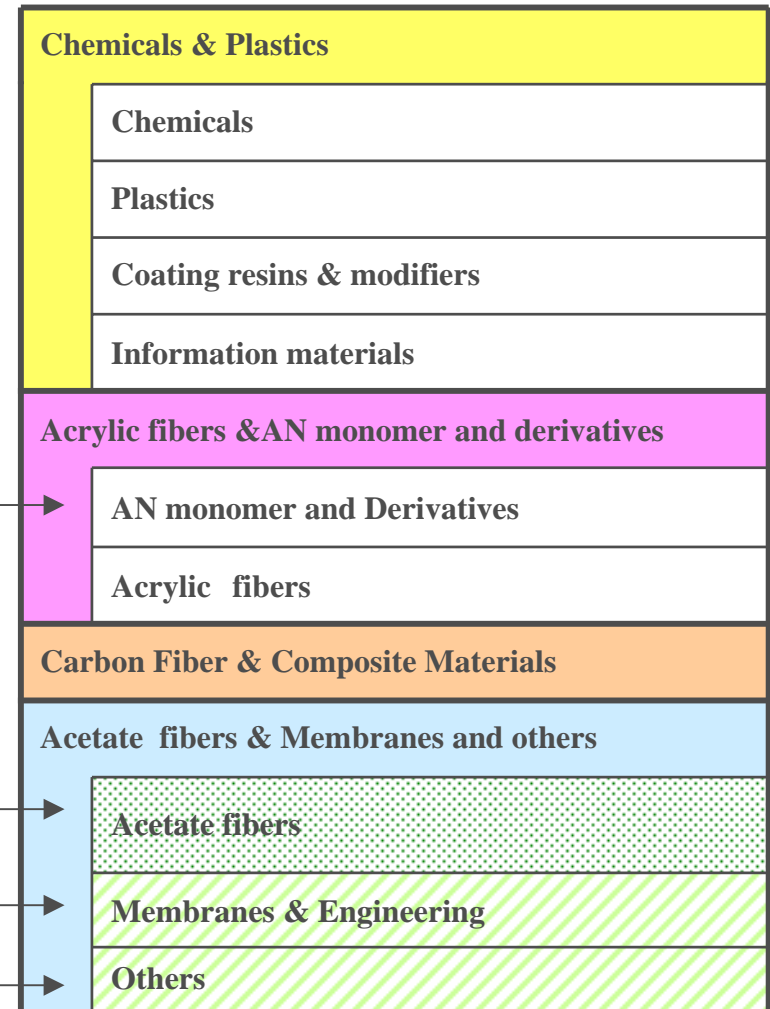 Chemicals & Plastics
Chemicals
Plastics
Coating resins & modifiers
Information materials
Acrylic fibers &AN monomer and derivatives
AN monomer and Derivatives
Acrylic fibers
Carbon Fiber & Composite Materials
Acetate fibers & Membranes and others
Acetate fibers
Membranes & Engineering
Others